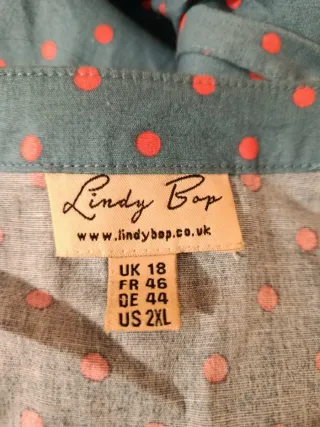 Lindy Bop
www.lindybop.co.uk
UK 18
FR 46
DE 44
US 2XL